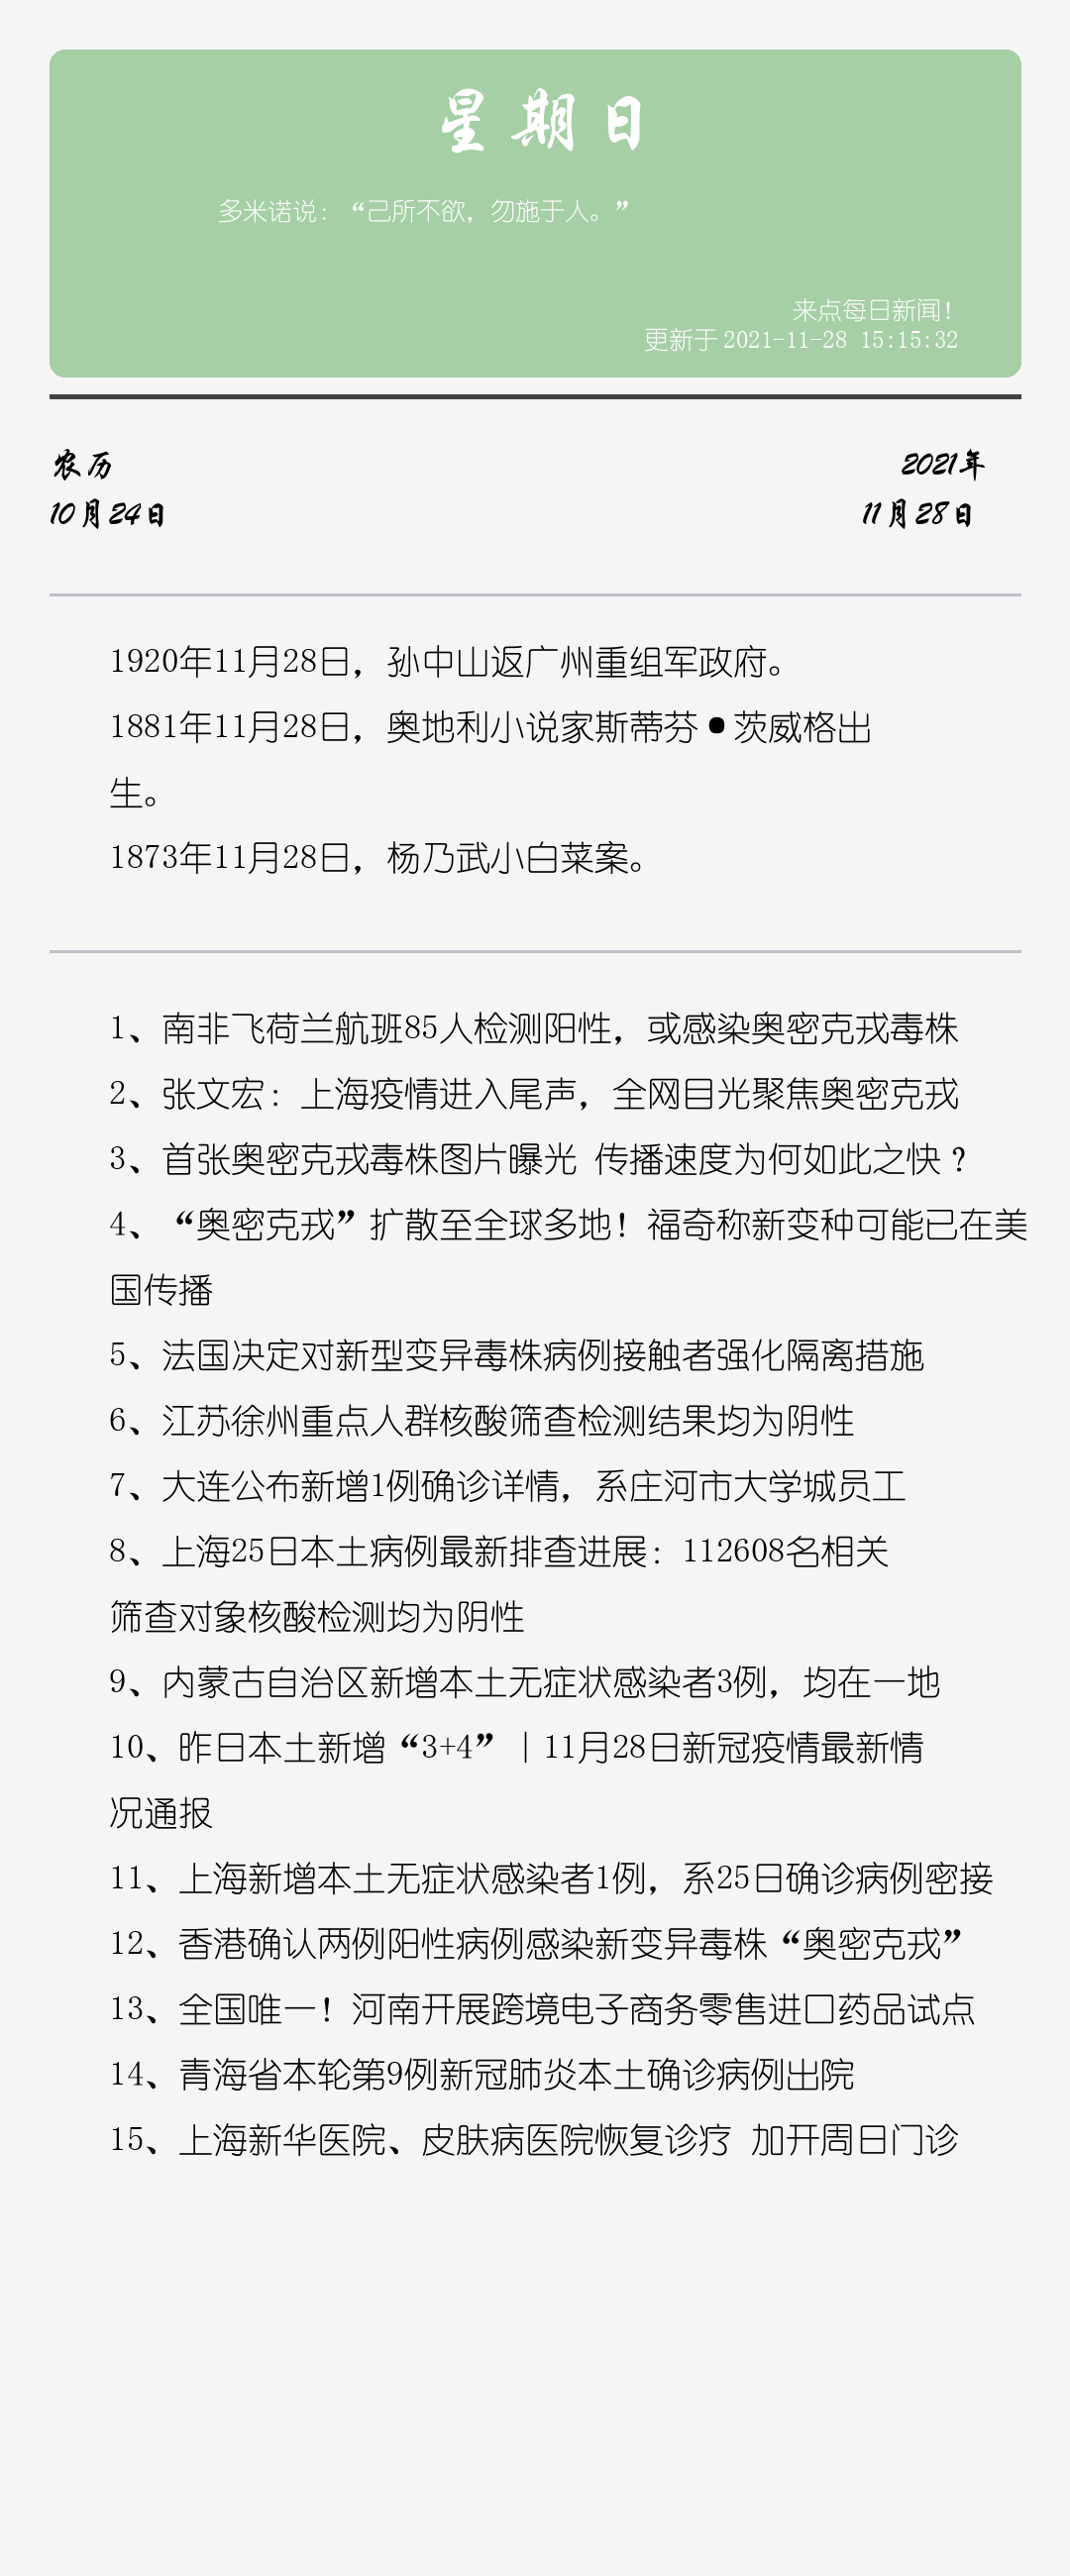 星期日
多米诺说：“己所不欲，勿施于人。”
来点每日新闻！
更新于 2021-11-28 15:15:32
农历
2021年
10月24日
11月28日
1920年11月28日，孙中山返广州重组军政府。
1881年11月28日，奥地利小说家斯蒂芬•茨威格出
生。
1873年11月28日，杨乃武小白菜案。
1、南非飞荷兰航班85人检测阳性，或感染奥密克戎毒株
2、张文宏：上海疫情进入尾声，全网目光聚焦奥密克戎
3、首张奥密克戎毒株图片曝光 传播速度为何如此之快？
4、“奥密克戎”扩散至全球多地！福奇称新变种可能已在美
国传播
5、法国决定对新型变异毒株病例接触者强化隔离措施
6、江苏徐州重点人群核酸筛查检测结果均为阴性
7、大连公布新增1例确诊详情，系庄河市大学城员工
8、上海25日本土病例最新排查进展：112608名相关
筛查对象核酸检测均为阴性
9、内蒙古自治区新增本土无症状感染者3例，均在一地
10、昨日本土新增“3+4”｜11月28日新冠疫情最新情
况通报
11、上海新增本土无症状感染者1例，系25日确诊病例密接
12、香港确认两例阳性病例感染新变异毒株“奥密克戎”
13、全国唯一！河南开展跨境电子商务零售进口药品试点
14、青海省本轮第9例新冠肺炎本土确诊病例出院
15、上海新华医院、皮肤病医院恢复诊疗 加开周日门诊